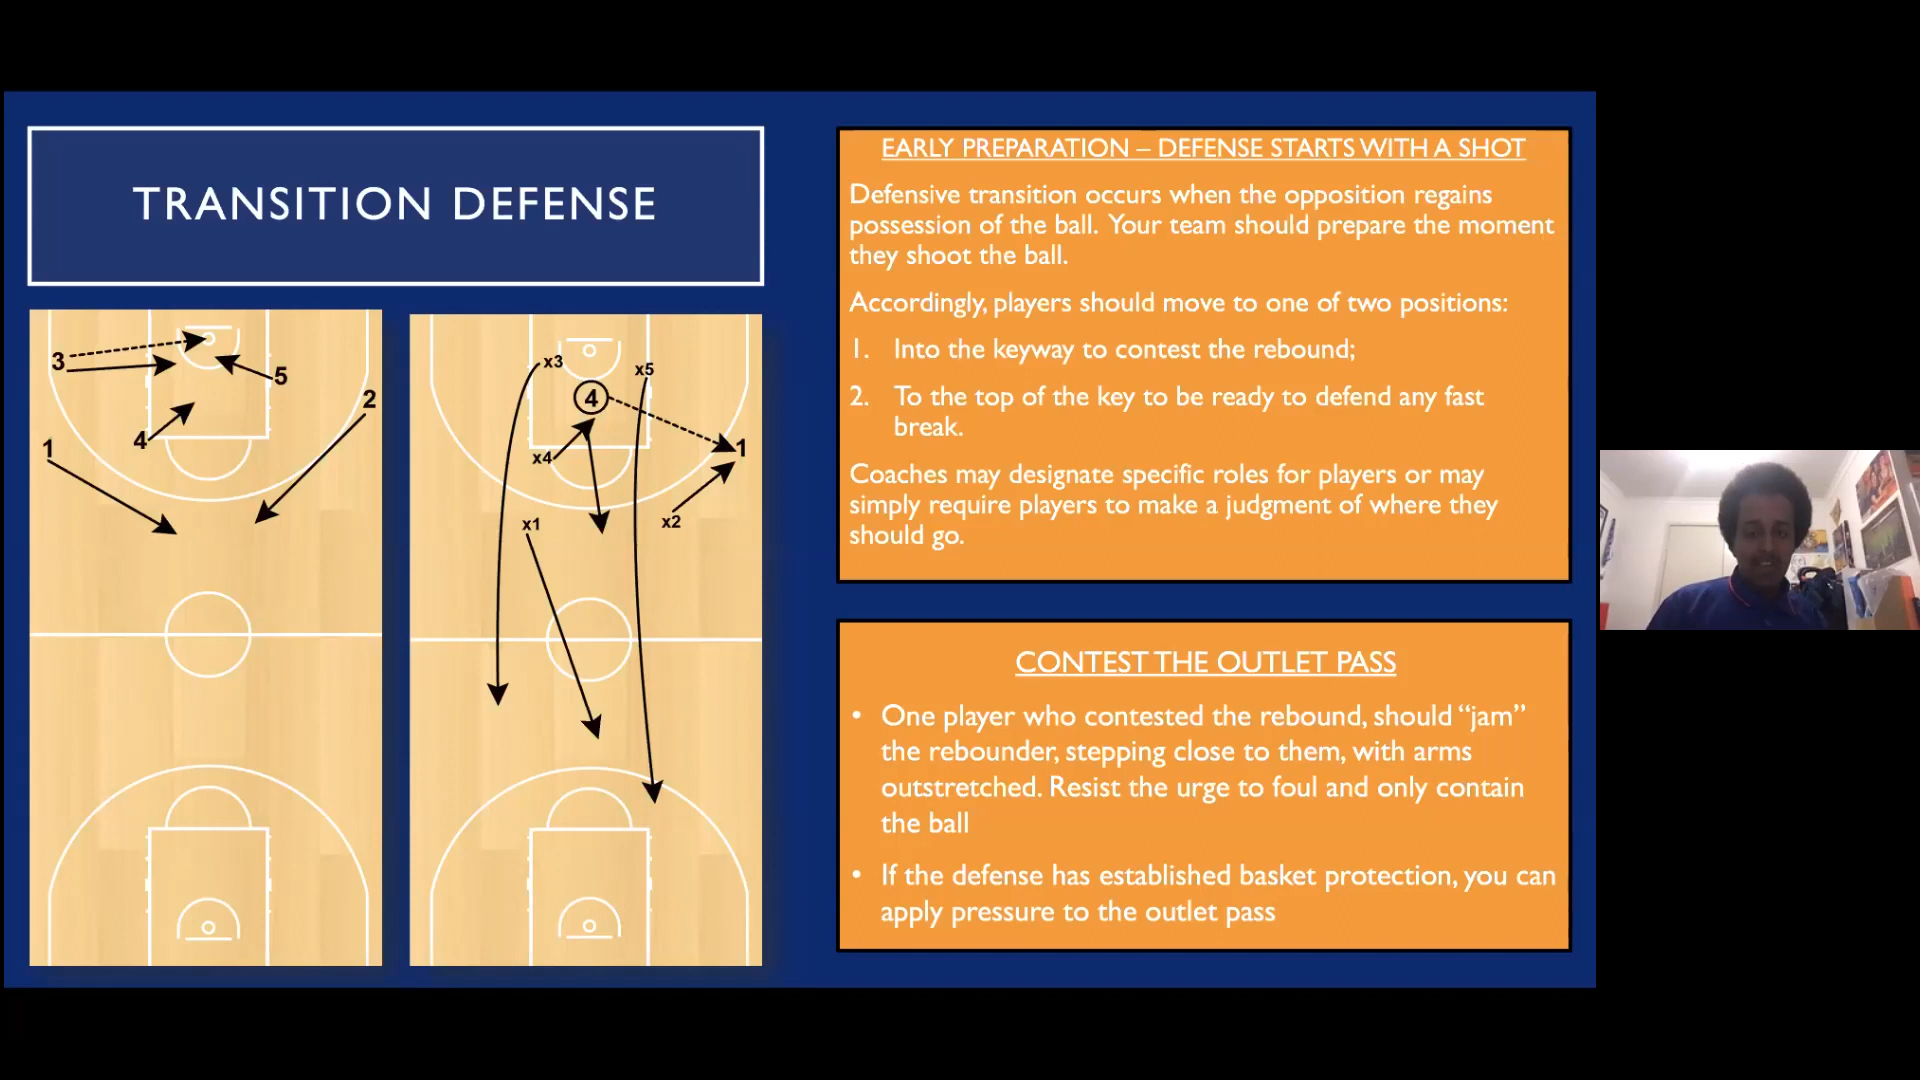 TRANSITION DEFENSE
3
5
2
4
1
x3
x5
4
1
x4
x1
x2
EARLY PREPARATION – DEFENSE STARTS WITH A SHOT
Defensive transition occurs when the opposition regains
possession of the ball. Your team should prepare the moment
they shoot the ball.
Accordingly, players should move to one of two positions:
1. Into the keyway to contest the rebound;
2. To the top of the key to be ready to defend any fast
break.
Coaches may designate specific roles for players or may
simply require players to make a judgment of where they
should go.
CONTEST THE OUTLET PASS
• One player who contested the rebound, should “jam”
the rebounder, stepping close to them, with arms
outstretched. Resist the urge to foul and only contain
the ball
• If the defense has established basket protection, you can
apply pressure to the outlet pass